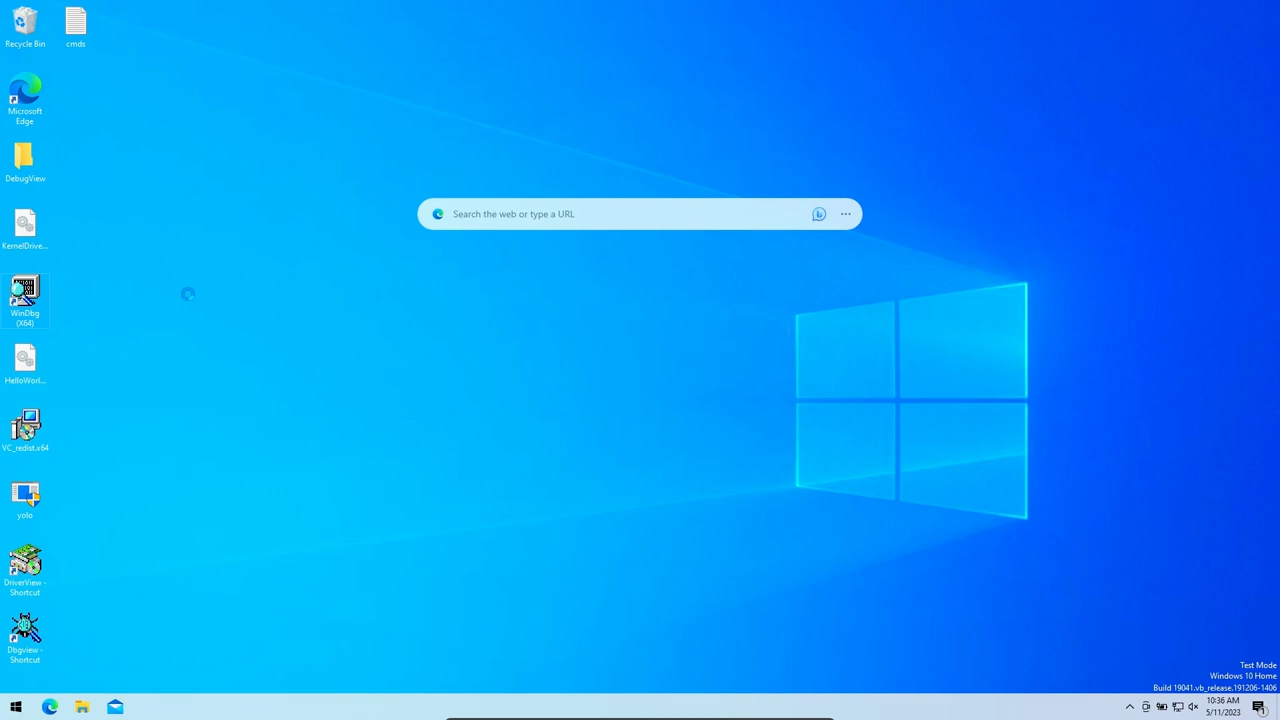 Recycle Bin
cmds
Microsoft
Edge
DebugView
KernelDrive...
WinDbg
(X64)
HelloWorl...
VC_redist.x64
yolo
DriverView -
Shortcut
Dbgview -
Shortcut
Search the web or type a URL
Test Mode
Windows 10 Home
Build 19041.vb_release.191206-1406
10:36 AM
5/11/2023
1